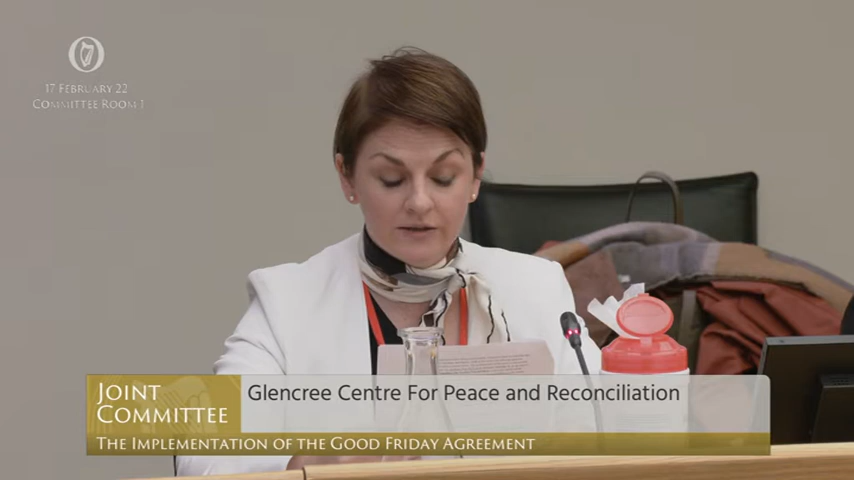 17 February 22
Committee Room 1
Joint
Committee
Glencree Centre For Peace and Reconciliation
The Implementation of the Good Friday Agreement